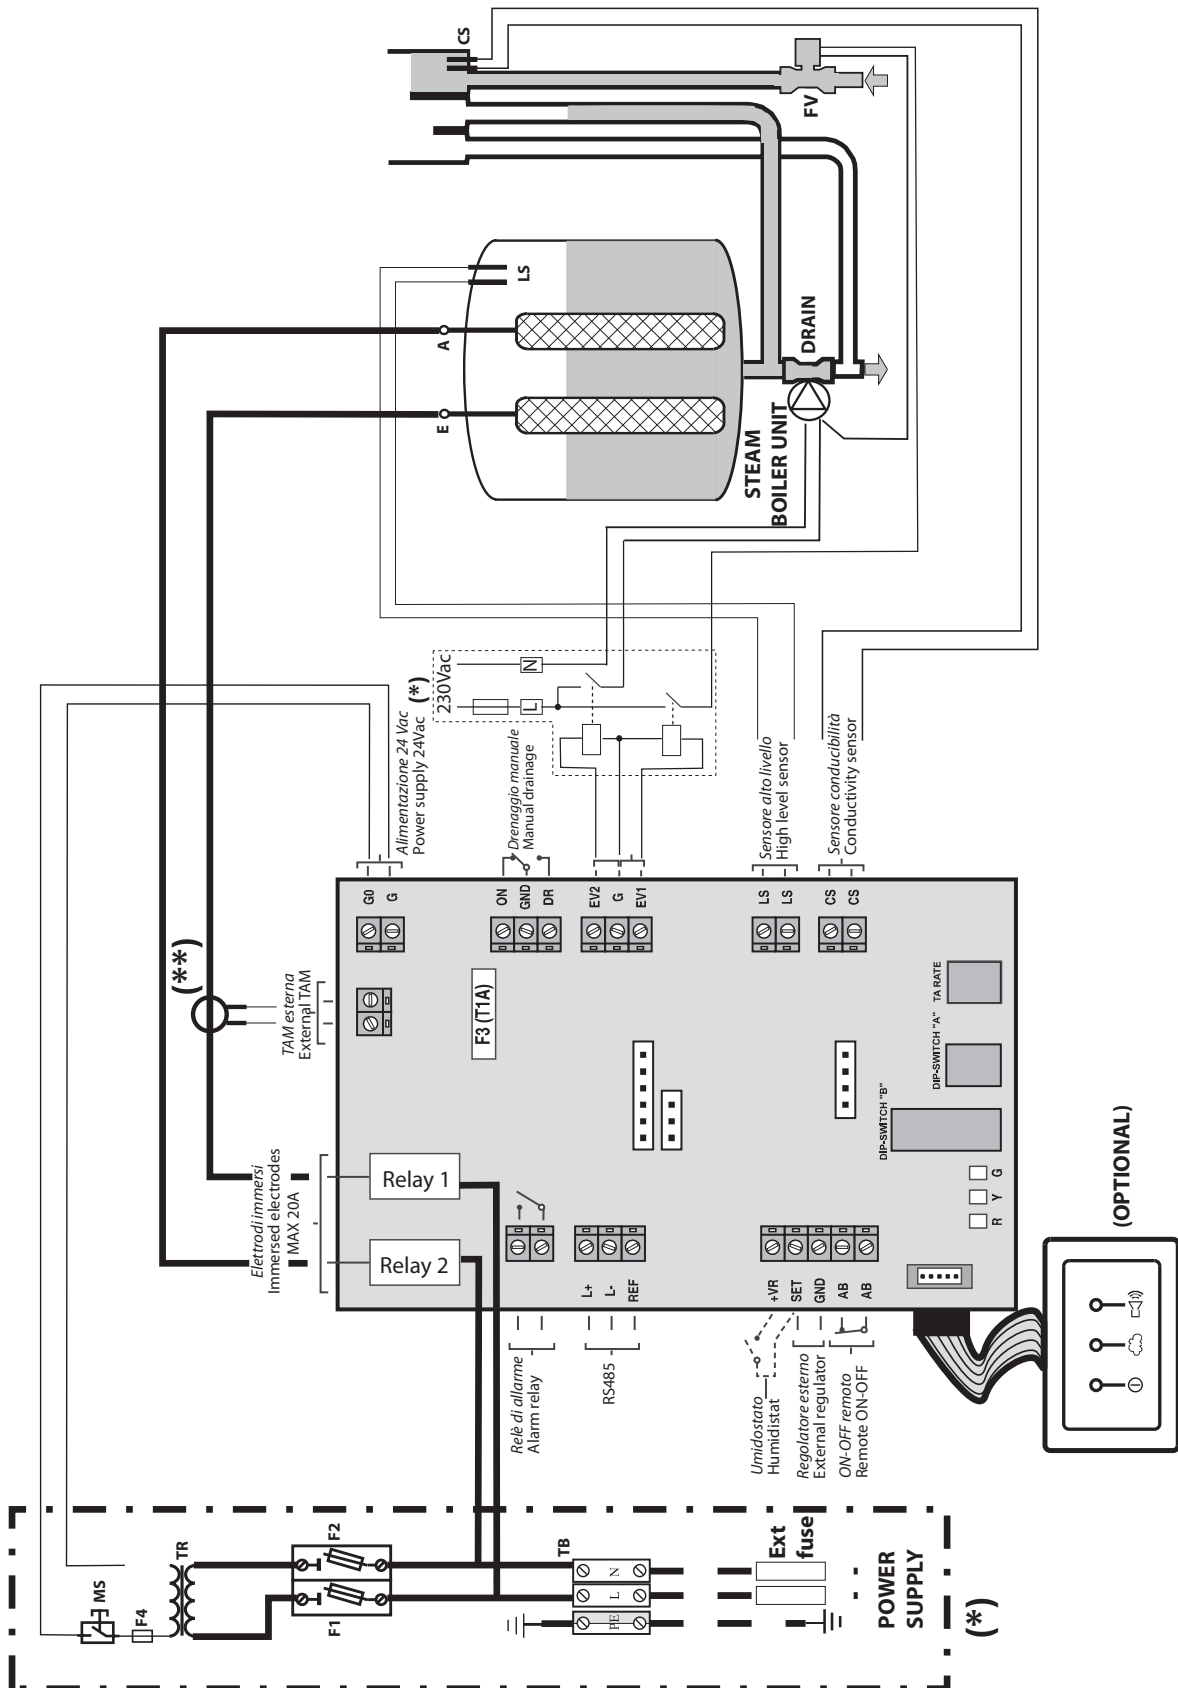 CS
FV
LS
A
E
DRAIN
STEAM
BOILER UNIT
Alimentazione 24 Vac
Power supply 24Vac
(*)
230Vac
N
L
Drenaggio manuale
Manual drainage
Sensore alto livello
High level sensor
Sensore conducibilità
Conductivity sensor
(**)
TAM esterna
External TAM
Elettrodi immersi
Immersed electrodes
MAX 20A
G0
G
ON
GND
DR
EV2
G
EV1
LS
LS
CS
CS
F3 (T1A)
Relay 1
Relay 2
TA RATE
DIP-SWITCH "A"
DIP-SWITCH "B"
G
Y
R
L+
L-
REF
+VR
SET
GND
AB
AB
Relè di allarme
Alarm relay
RS485
Umidostato
Humidistat
Regolatore esterno
External regulator
ON-OFF remoto
Remote ON-OFF
(OPTIONAL)
MS
F4
TR
F2
F1
TB
N
L
PE
Ext
fuse
POWER
SUPPLY
(*)